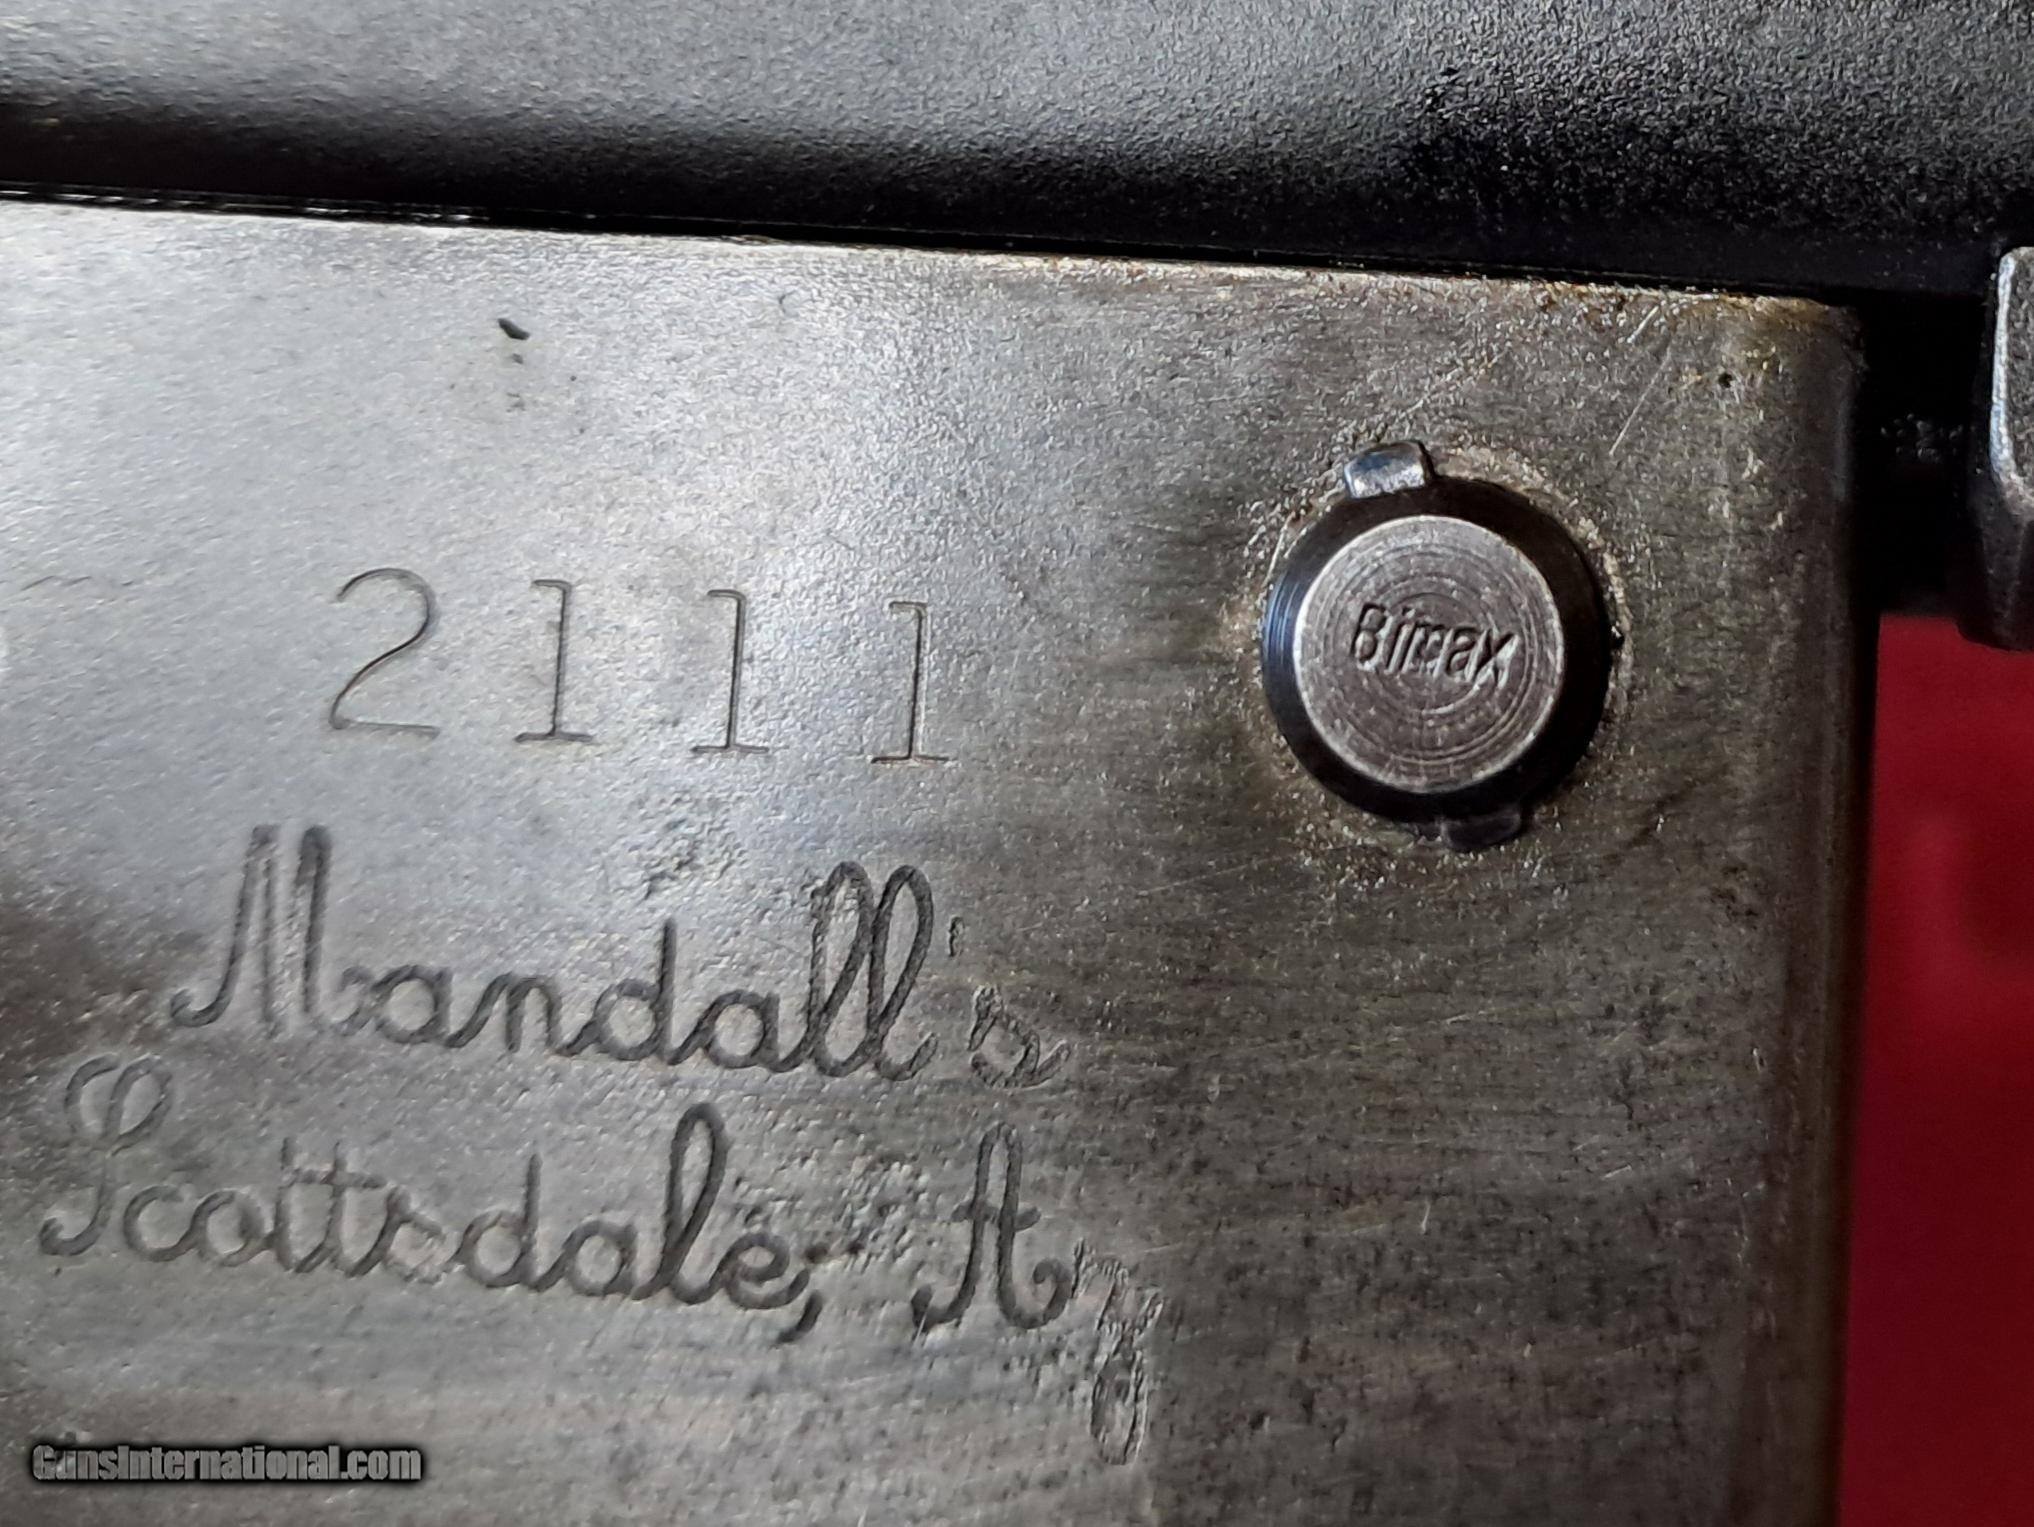 2111
Bimax
Mandall's
Scottsdale, Az
GunsInternational.com